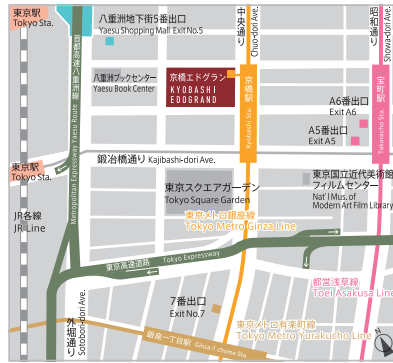 東京駅
Tokyo Sta.
八重洲地下街5番出口
Yaesu Shopping Mall Exit No.5
中央通り
Chuo-dori Ave.
昭和通り
Showa-dori Ave.
首都高速八重洲線
Metropolitan Expressway Yaesu Route
八重洲ブックセンター
Yaesu Book Center
京橋エドグラン
KYOBASHI
EDOGRAND
京橋駅
Kyobashi Sta.
宝町駅
Takaracho Sta.
A6番出口
Exit A6
A5番出口
Exit A5
鍛冶橋通り Kajibashi-dori Ave.
東京駅
Tokyo Sta.
東京スクエアガーデン
Tokyo Square Garden
東京国立近代美術館
フィルムセンター
Nat'l Mus. of
Modern Art Film Library
JR各線
JR Line
東京メトロ銀座線
Tokyo Metro Ginza Line
東京高速道路 Tokyo Expressway
都営浅草線
Toei Asakusa Line
外堀通り
Sotobori-dori Ave.
7番出口
Exit No.7
東京メトロ有楽町線
Tokyo Metro Yurakucho Line
銀座一丁目駅 Ginza-1 chome Sta.
N